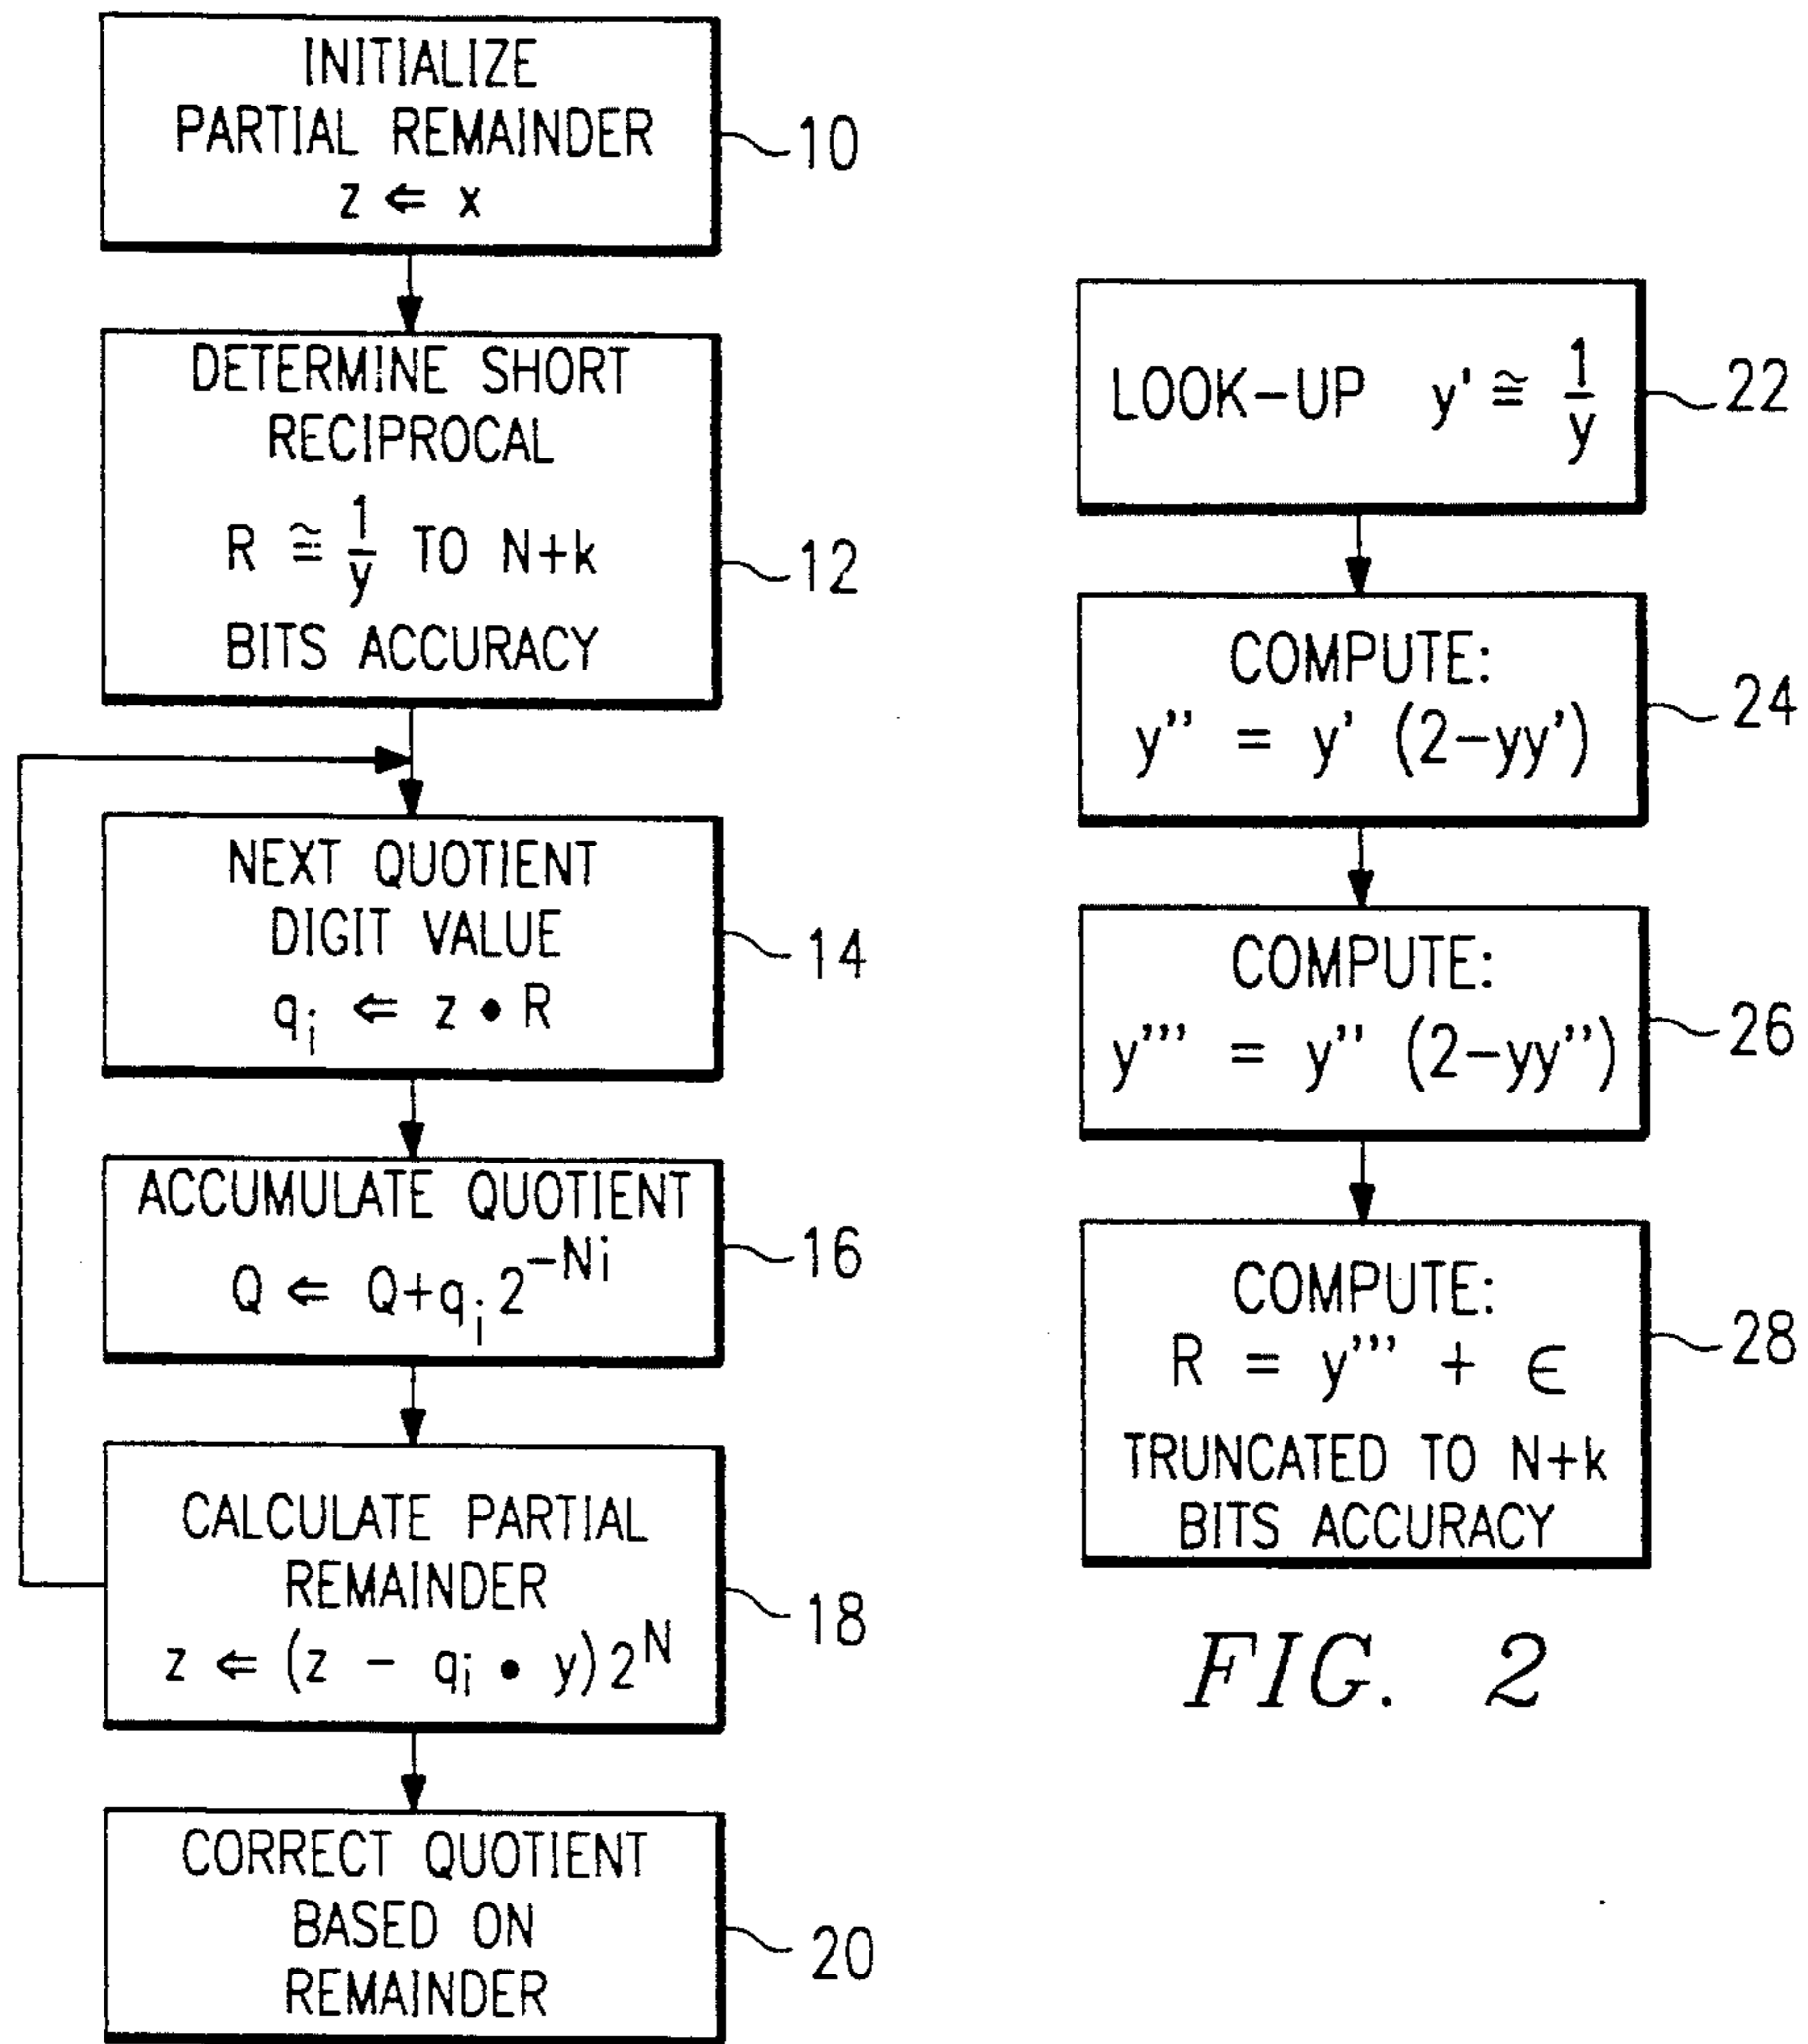 INITIALIZE
PARTIAL REMAINDER
z ⇐ x
10
DETERMINE SHORT
RECIPROCAL
R ≅ 1/y TO N+k
BITS ACCURACY
12
NEXT QUOTIENT
DIGIT VALUE
qᵢ ⇐ z • R
14
ACCUMULATE QUOTIENT
Q ⇐ Q+qᵢ 2^-Ni
16
CALCULATE PARTIAL
REMAINDER
z ⇐ (z - qᵢ • y) 2^N
18
CORRECT QUOTIENT
BASED ON
REMAINDER
20
LOOK-UP y' ≅ 1/y
22
COMPUTE:
y'' = y' (2-yy')
24
COMPUTE:
y''' = y'' (2-yy'')
26
COMPUTE:
R = y''' + ∈
TRUNCATED TO N+k
BITS ACCURACY
28
FIG. 2